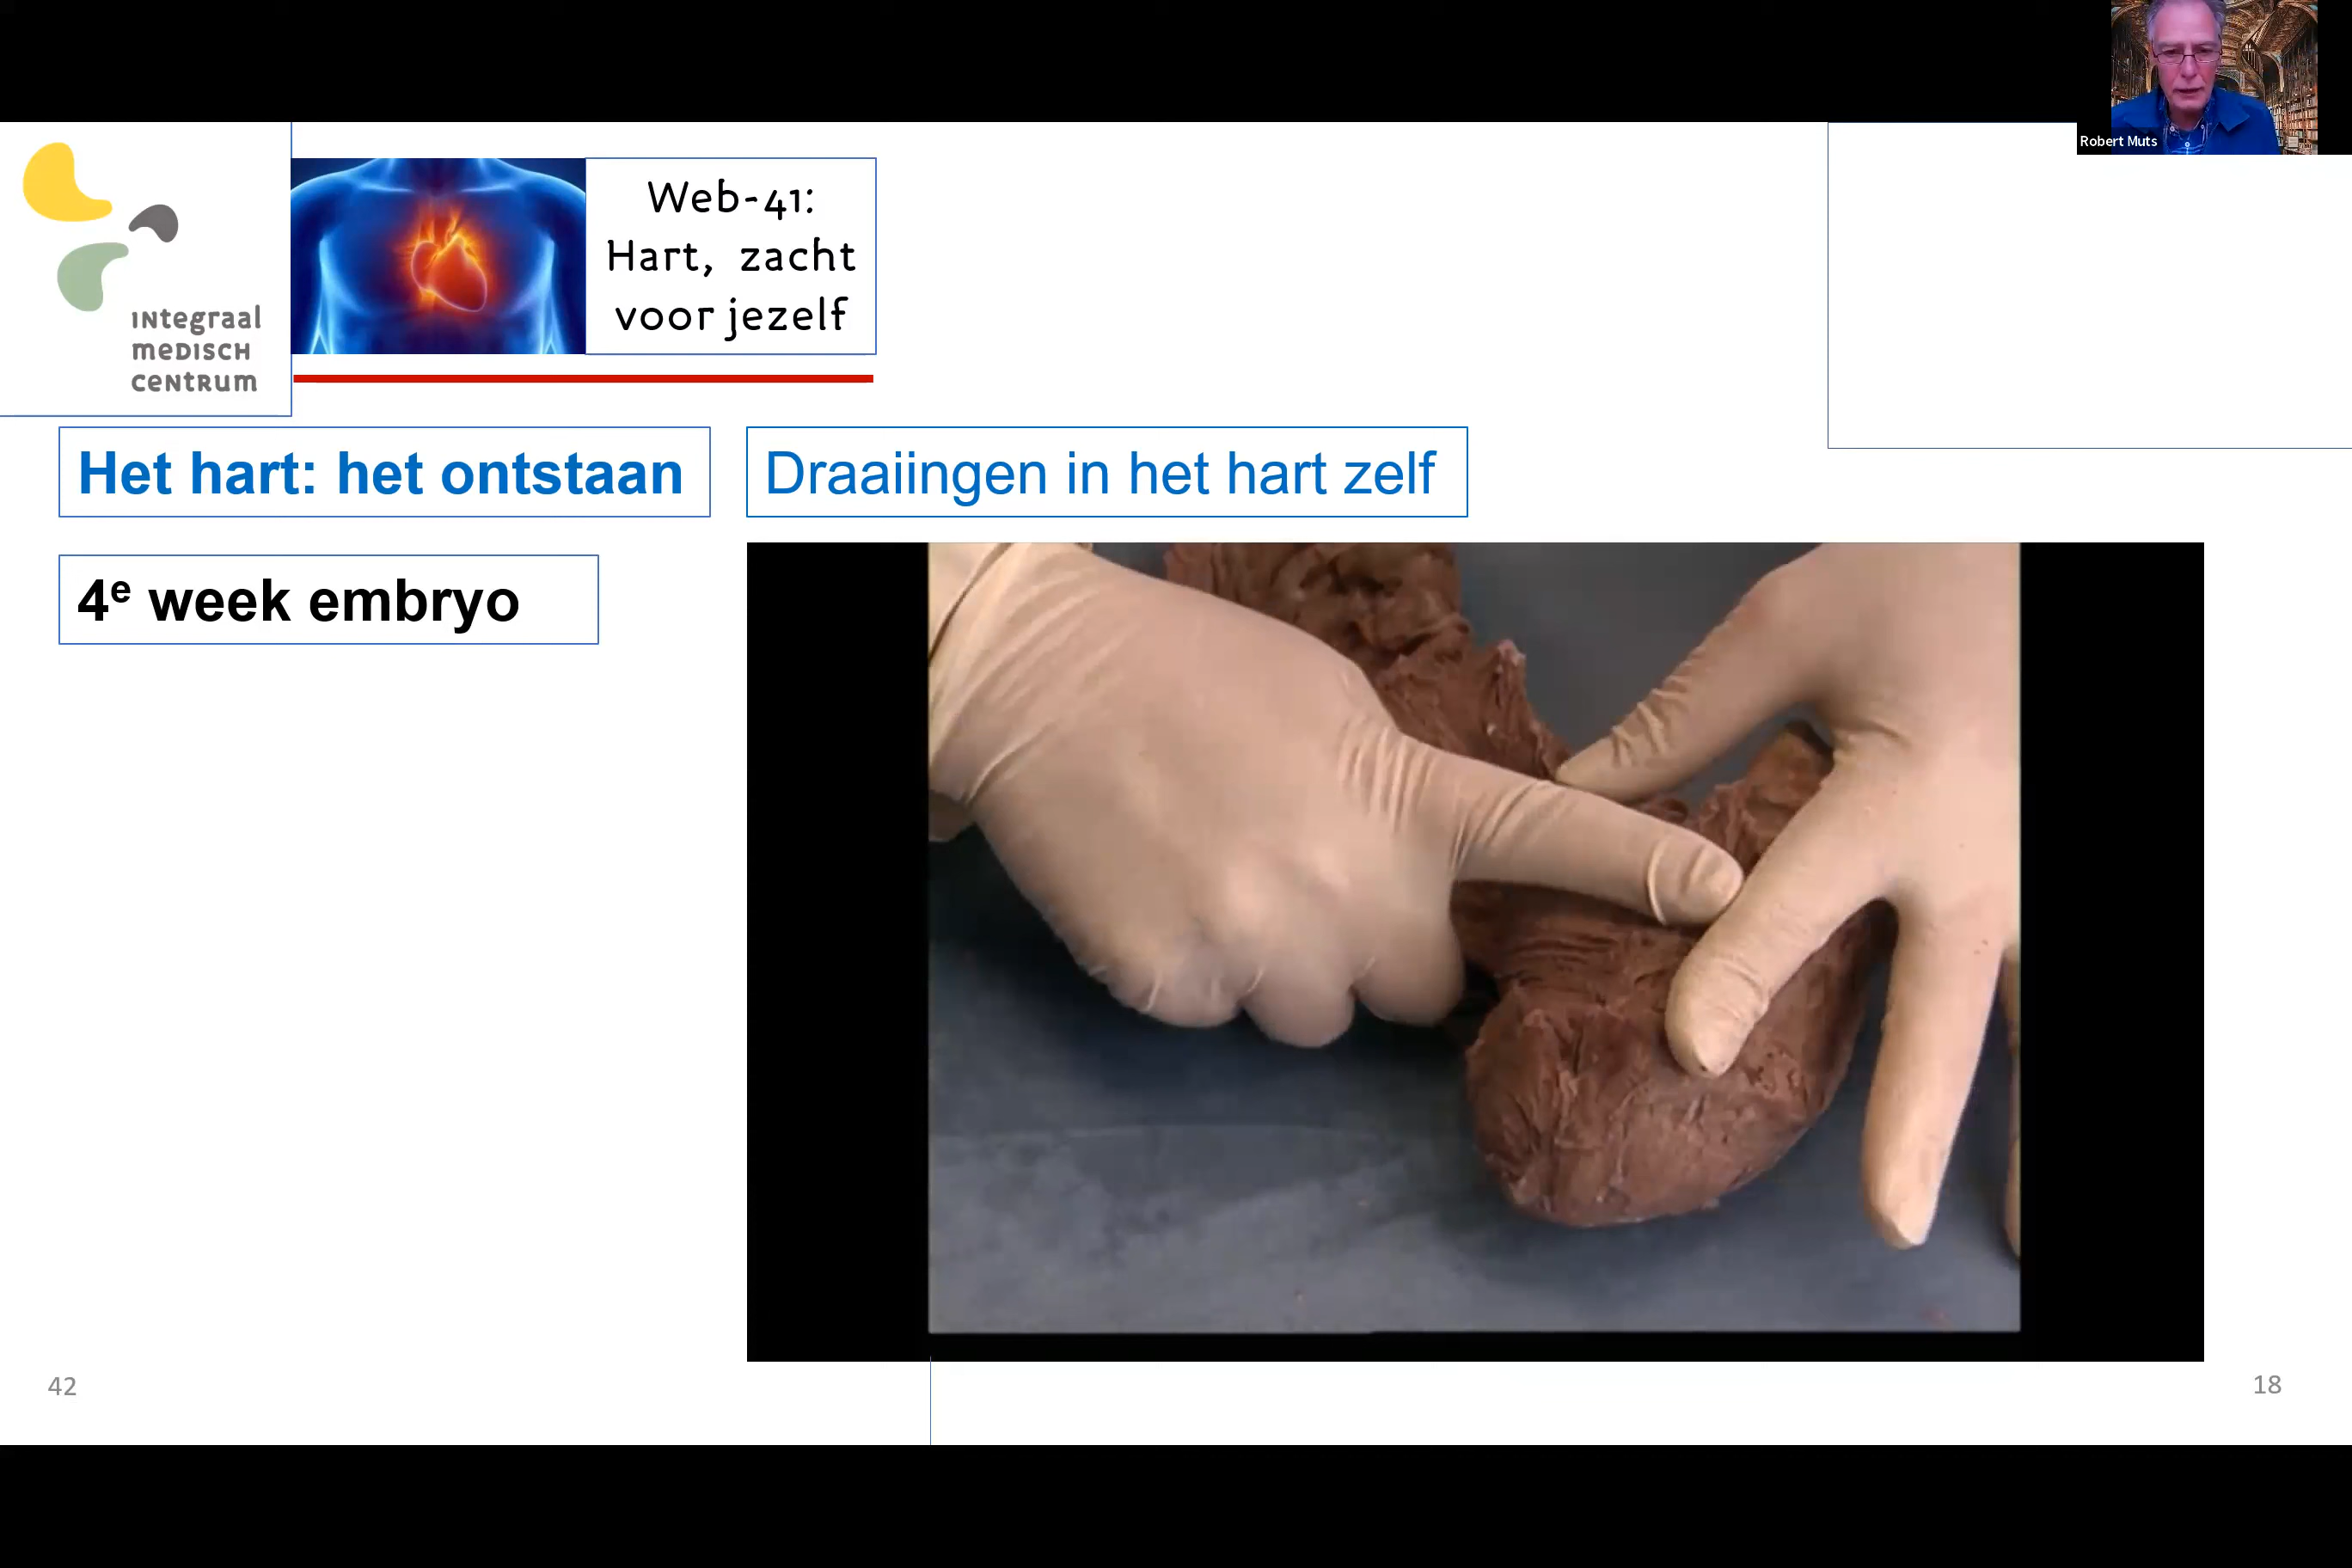 Robert Muts
INtegraal
meDISCH
CeNtRum
Web-41:
Hart, zacht
voor jezelf
Het hart: het ontstaan
Draaiingen in het hart zelf
4e week embryo
42
18